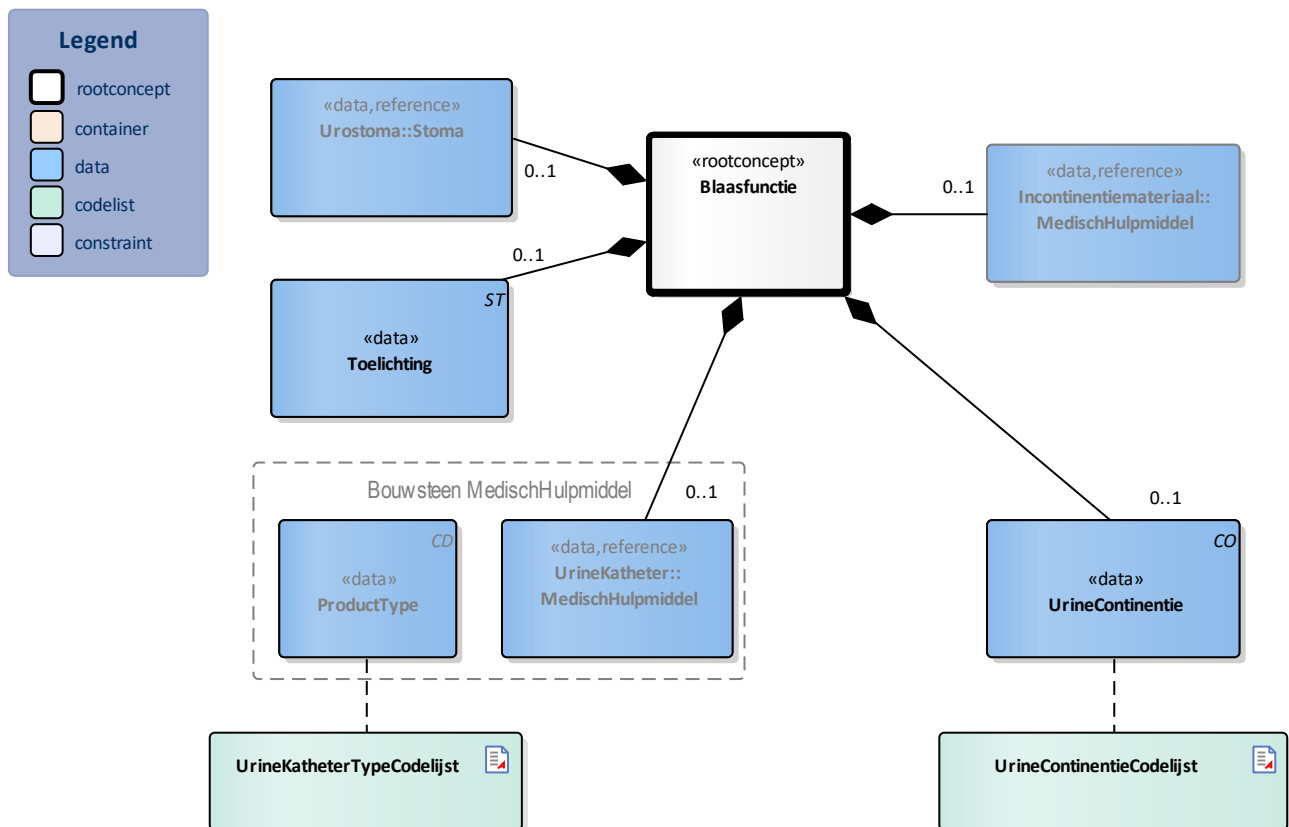 Legend
rootconcept
container
data
codelist
constraint
«data,reference»
Urostoma::Stoma
0..1
«rootconcept»
Blaasfunctie
«data,reference»
Incontinentiemateriaal::
MedischHulpmiddel
0..1
0..1
ST
«data»
Toelichting
Bouwsteen MedischHulpmiddel
0..1
0..1
CD
«data»
ProductType
«data,reference»
UrineKatheter::
MedischHulpmiddel
CO
«data»
UrineContinentie
UrineKatheterTypeCodelijst
UrineContinentieCodelijst